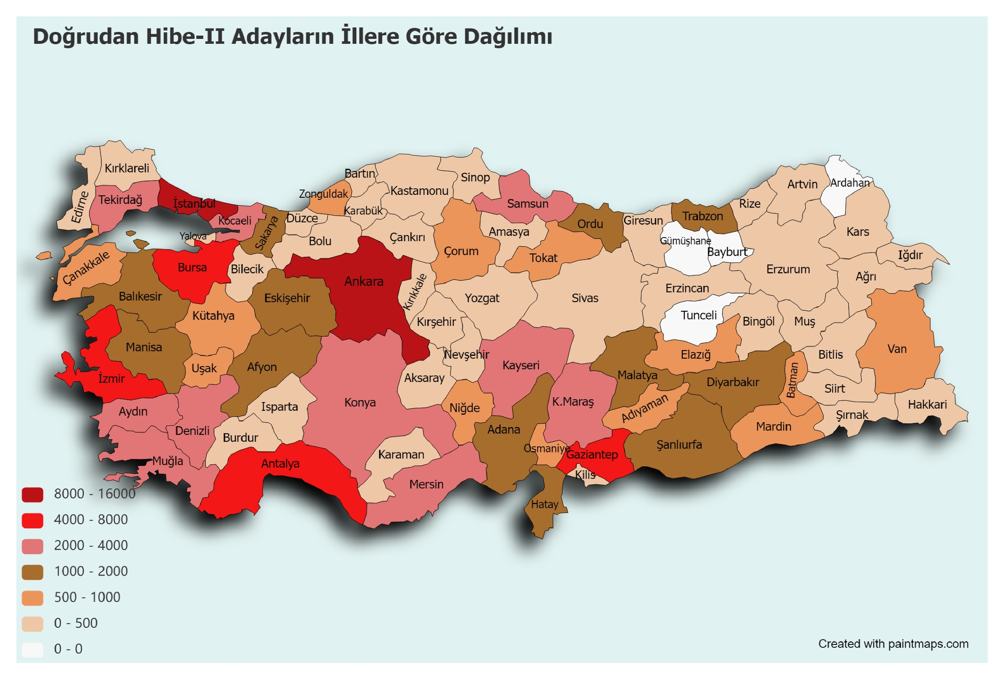 Doğrudan Hibe-II Adayların İllere Göre Dağılımı
Kırklareli
Edirne
Tekirdağ
İstanbul
Kocaeli
Yalova
Sakarya
Düzce
Zonguldak
Bartın
Karabük
Kastamonu
Sinop
Samsun
Çankırı
Bolu
Çorum
Amasya
Tokat
Ordu
Giresun
Trabzon
Gümüşhane
Bayburt
Rize
Artvin
Ardahan
Kars
Iğdır
Ağrı
Erzurum
Erzincan
Çanakkale
Balıkesir
Bursa
Bilecik
Eskişehir
Kütahya
Ankara
Kırıkkale
Kırşehir
Yozgat
Sivas
Tunceli
Bingöl
Muş
Bitlis
Van
Manisa
İzmir
Uşak
Afyon
Konya
Aksaray
Nevşehir
Niğde
Kayseri
K.Maraş
Malatya
Elazığ
Diyarbakır
Batman
Siirt
Şırnak
Hakkari
Mardin
Adıyaman
Şanlıurfa
Gaziantep
Kilis
Osmaniye
Adana
Hatay
Mersin
Karaman
Antalya
Isparta
Burdur
Denizli
Aydın
Muğla
8000 - 16000
4000 - 8000
2000 - 4000
1000 - 2000
500 - 1000
0 - 500
0 - 0
Created with paintmaps.com